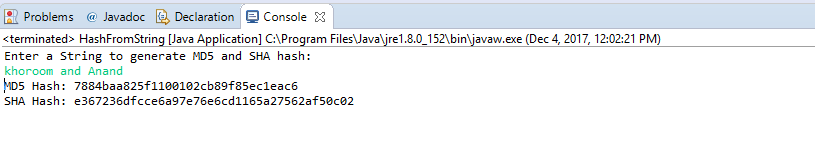 Problems @ Javadoc Declaration Console
<terminated> HashFromString [Java Application] C:\Program Files\Java\jre1.8.0_152\bin\javaw.exe (Dec 4, 2017, 12:02:21 PM)
Enter a String to generate MD5 and SHA hash:
khoroom and Anand
MD5 Hash: 7884baa825f1100102cb89f85ec1eac6
SHA Hash: e367236dfcce6a97e76e6cd1165a27562af50c02